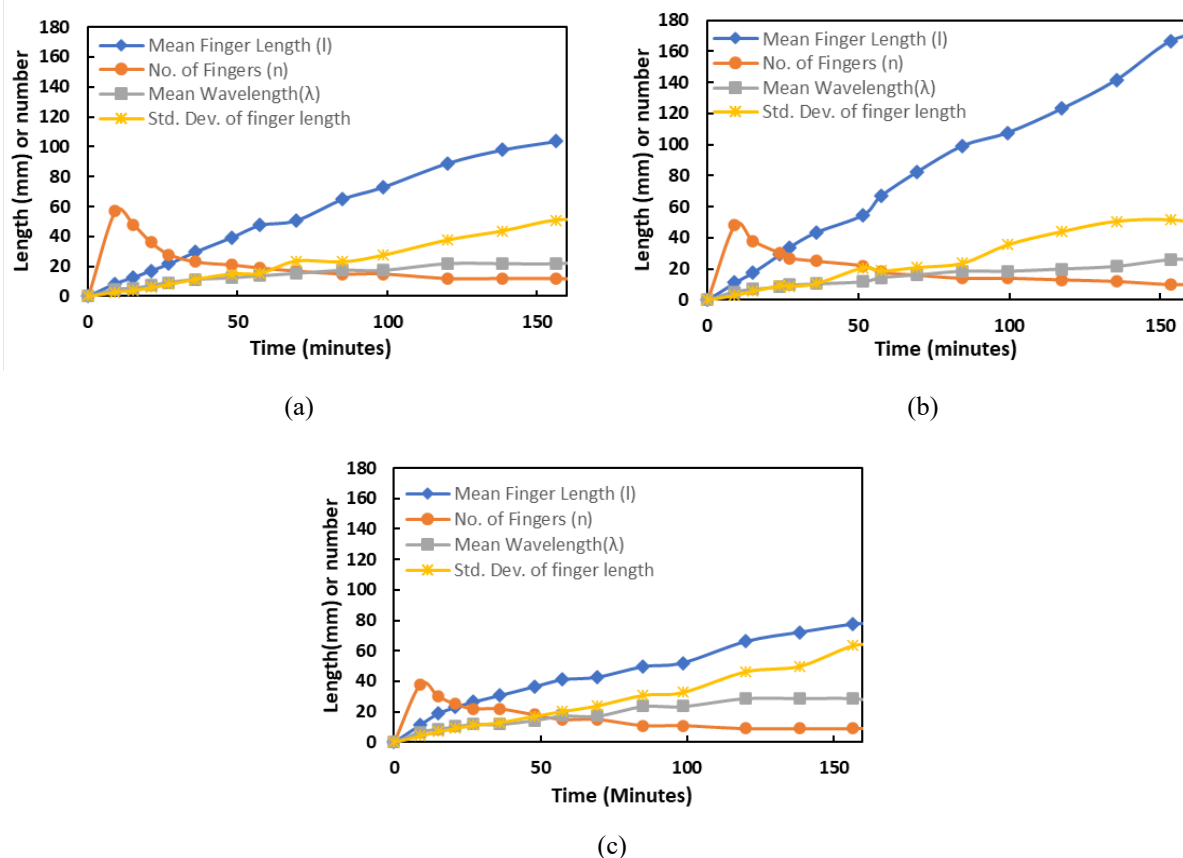 180
160
140
120
100
80
60
40
20
0
Length (mm) or number
Mean Finger Length (l)
No. of Fingers (n)
Mean Wavelength(λ)
Std. Dev. of finger length
0 50 100 150
Time (minutes)
(a)
180
160
140
120
100
80
60
40
20
0
Length (mm) or number
Mean Finger Length (l)
No. of Fingers (n)
Mean Wavelength(λ)
Std. Dev. of finger length
0 50 100 150
Time (minutes)
(b)
180
160
140
120
100
80
60
40
20
0
Length(mm) or number
Mean Finger Length (l)
No. of Fingers (n)
Mean Wavelength(λ)
Std. Dev. of finger length
0 50 100 150
Time (Minutes)
(c)